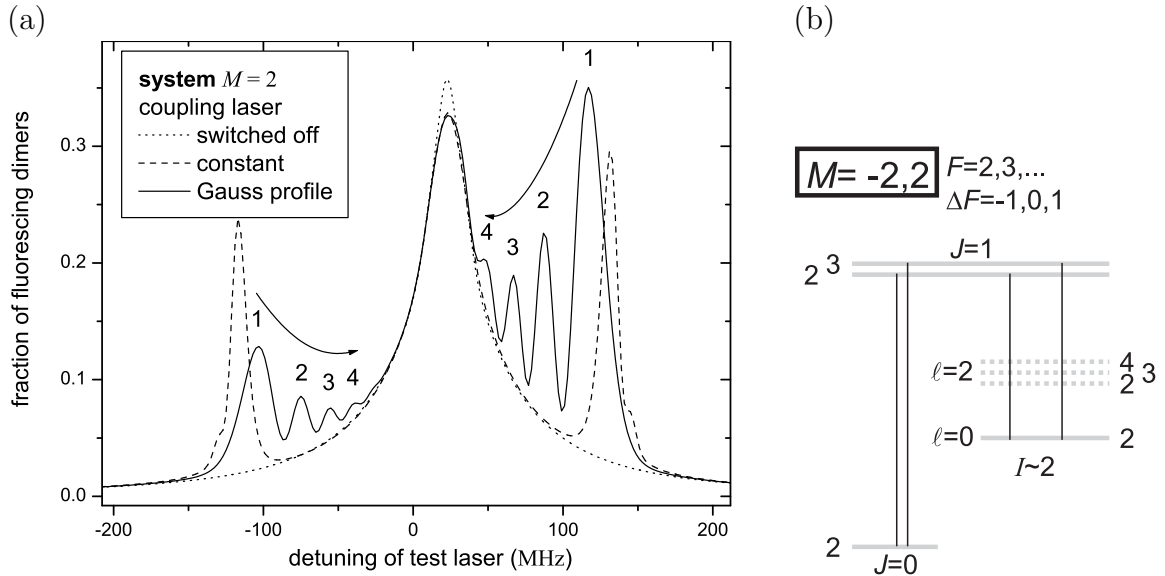 (a)
(b)
system M = 2
coupling laser
switched off
constant
Gauss profile
fraction of fluorescing dimers
0.3
0.2
0.1
0.0
1
2
3
4
1
2
3
4
-200 -100 0 100 200
detuning of test laser (MHz)
M= -2,2
F=2,3,...
ΔF=-1,0,1
J=1
2 3
ℓ=2
4
3
2
ℓ=0
2
I~2
2
J=0